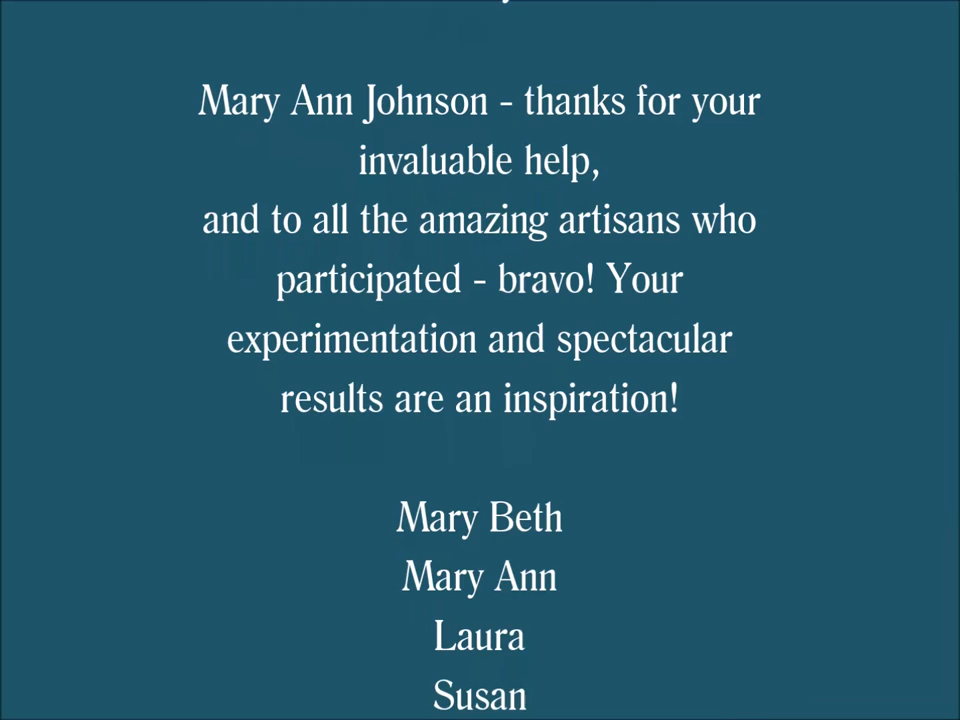 Mary Ann Johnson - thanks for your
invaluable help,
and to all the amazing artisans who
participated - bravo! Your
experimentation and spectacular
results are an inspiration!
Mary Beth
Mary Ann
Laura
Susan